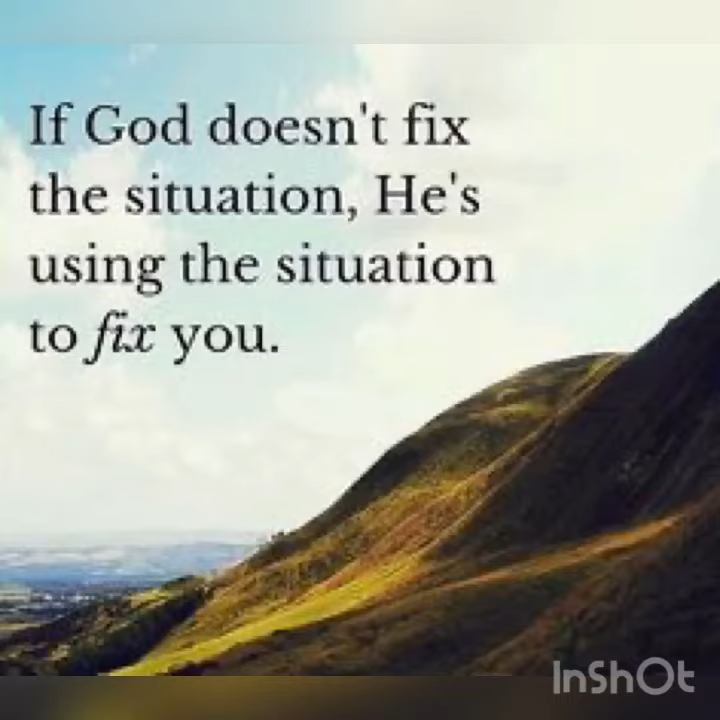 If God doesn't fix
the situation, He's
using the situation
to fix you.
InShOt